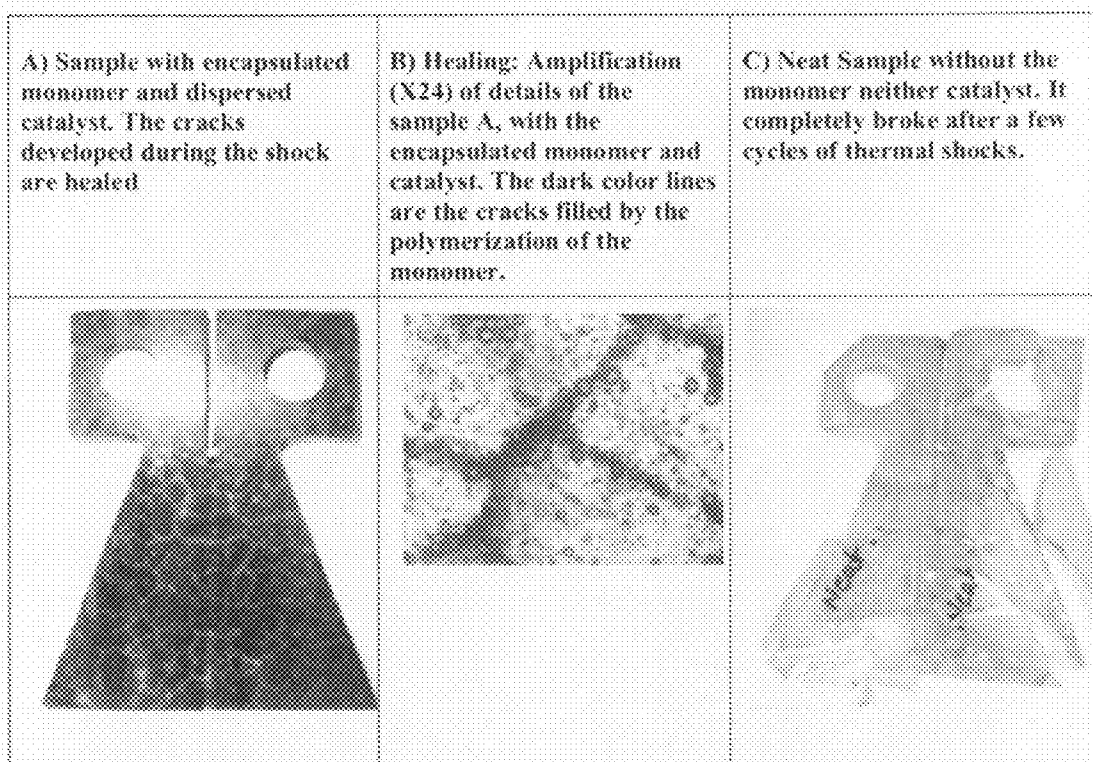 A) Sample with encapsulated
monomer and dispersed
catalyst. The cracks
developed during the shock
are healed
B) Healing: Amplification
(X24) of details of the
sample A, with the
encapsulated monomer and
catalyst. The dark color lines
are the cracks filled by the
polymerization of the
monomer.
C) Neat Sample without the
monomer neither catalyst. It
completely broke after a few
cycles of thermal shocks.